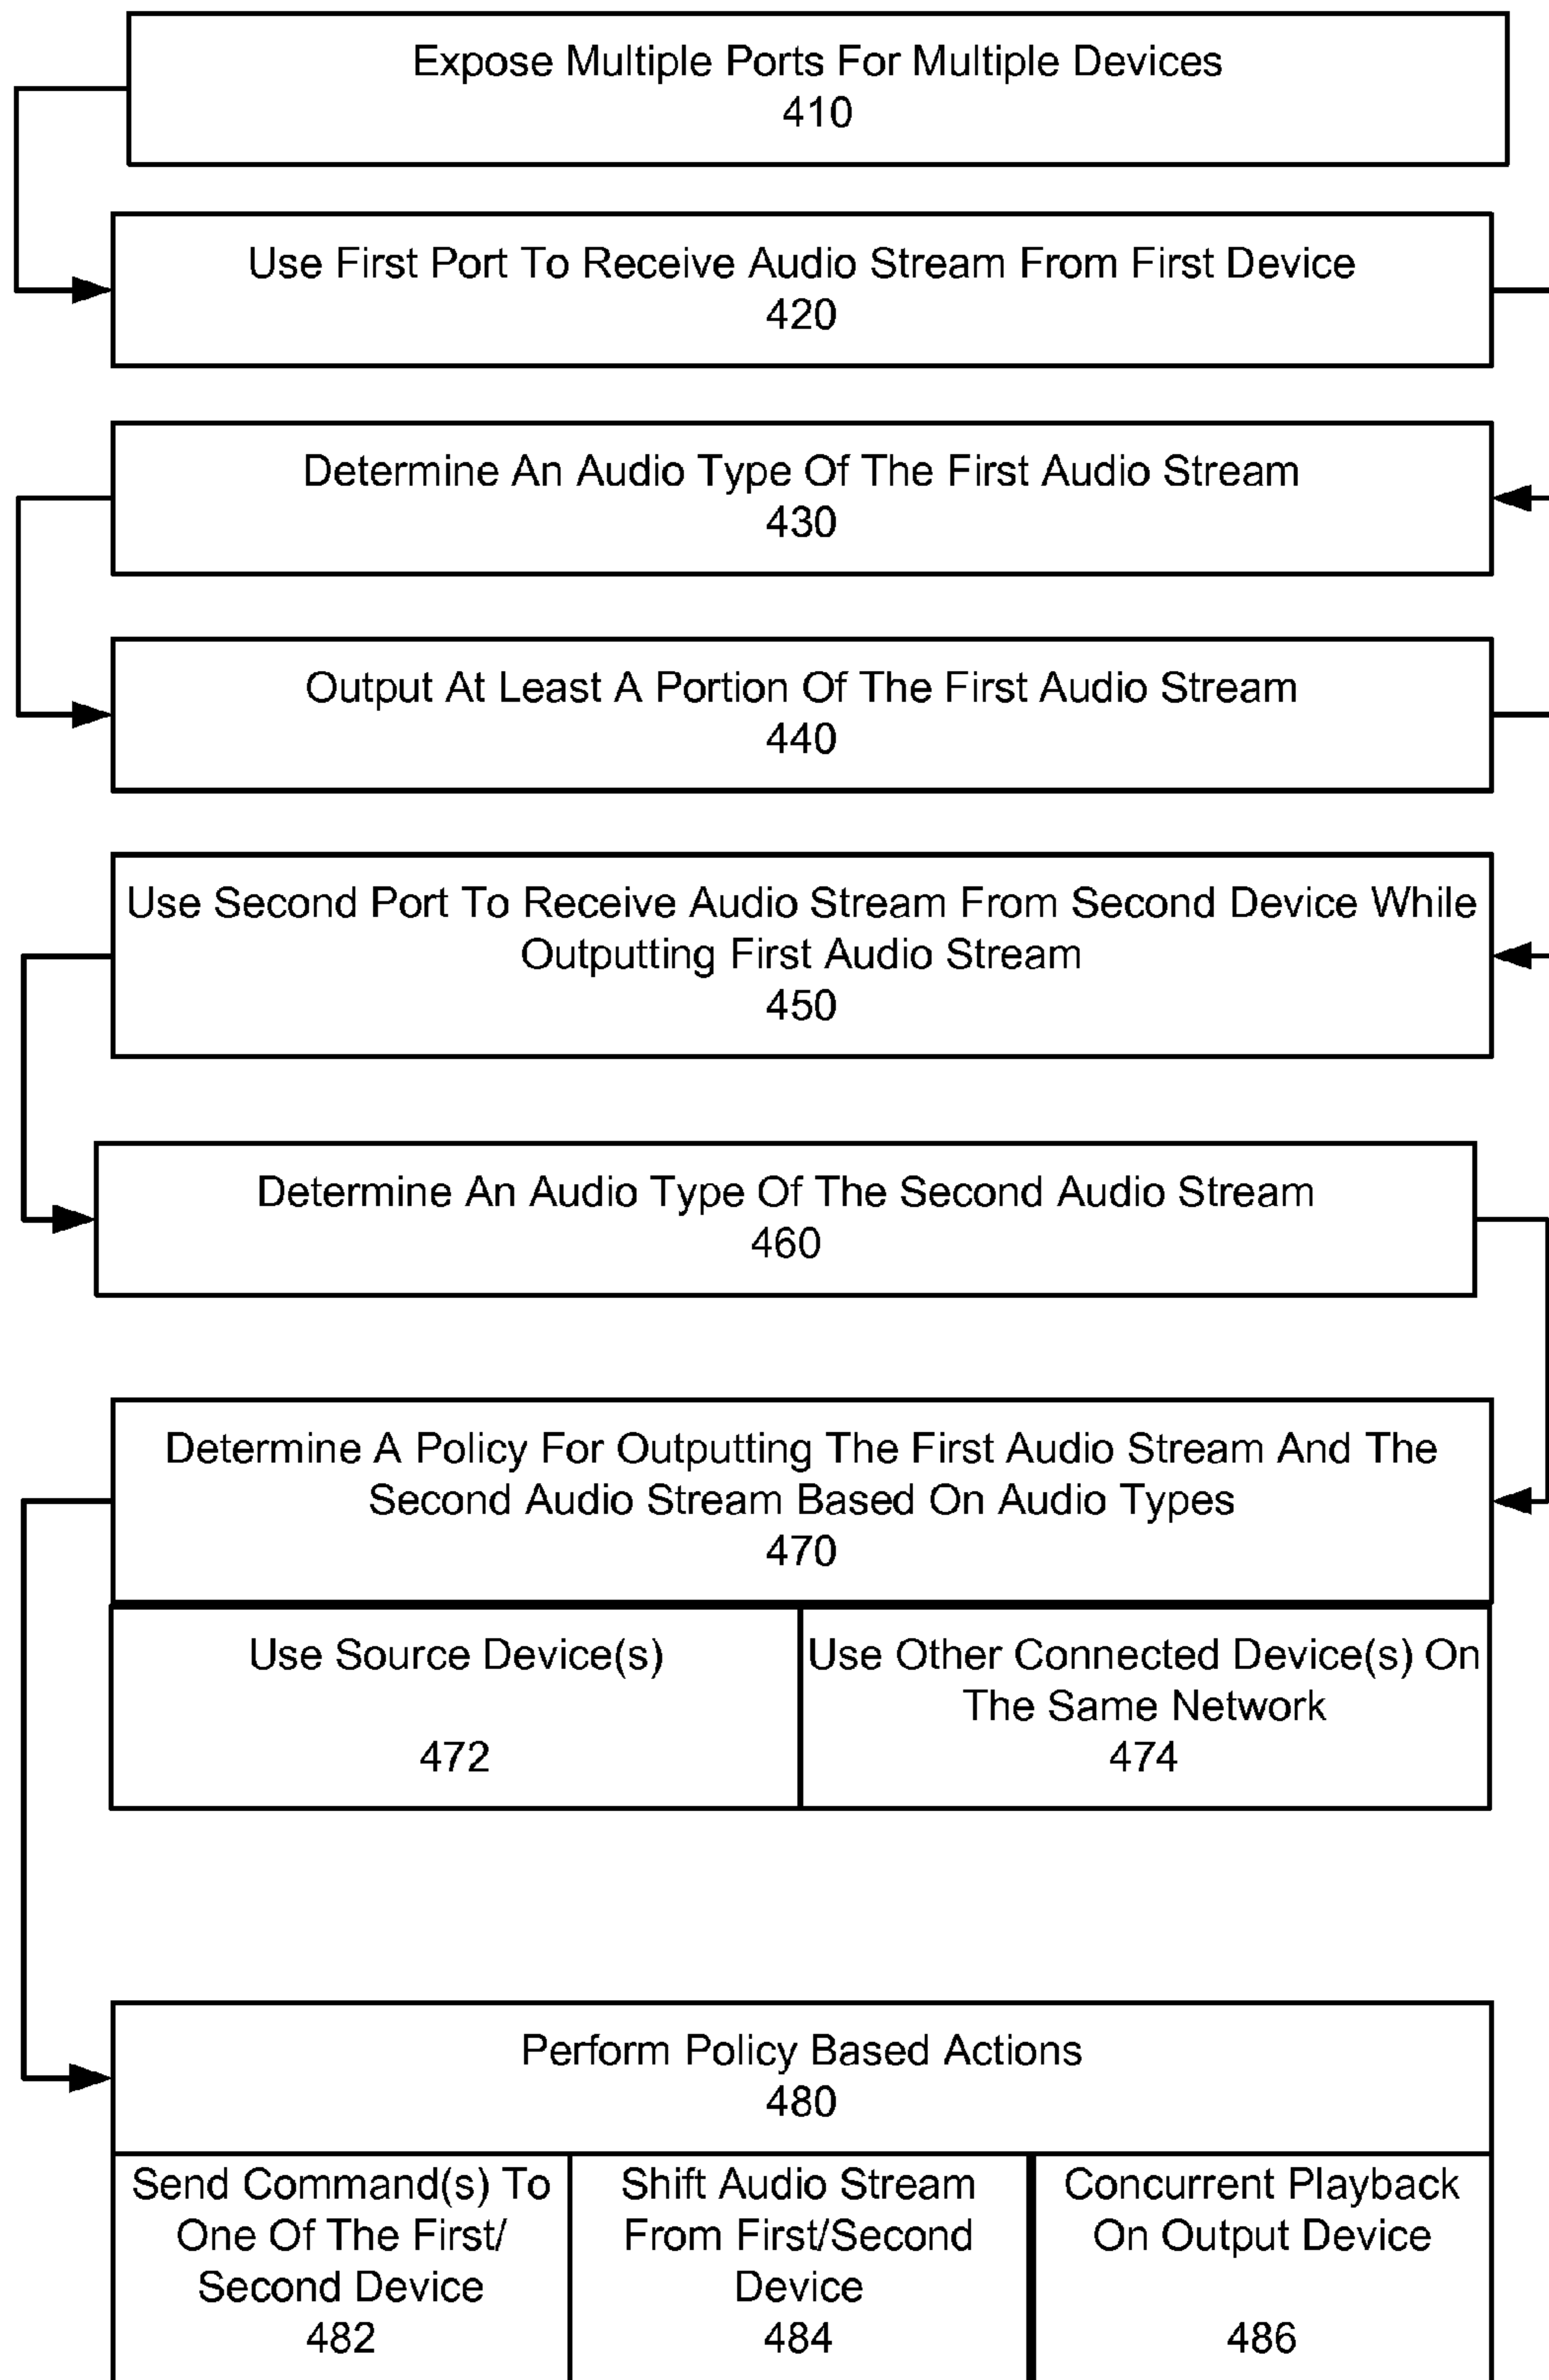 Expose Multiple Ports For Multiple Devices
410
Use First Port To Receive Audio Stream From First Device
420
Determine An Audio Type Of The First Audio Stream
430
Output At Least A Portion Of The First Audio Stream
440
Use Second Port To Receive Audio Stream From Second Device While
Outputting First Audio Stream
450
Determine An Audio Type Of The Second Audio Stream
460
Determine A Policy For Outputting The First Audio Stream And The
Second Audio Stream Based On Audio Types
470
Use Source Device(s)
472
Use Other Connected Device(s) On
The Same Network
474
Perform Policy Based Actions
480
Send Command(s) To
One Of The First/
Second Device
482
Shift Audio Stream
From First/Second
Device
484
Concurrent Playback
On Output Device
486